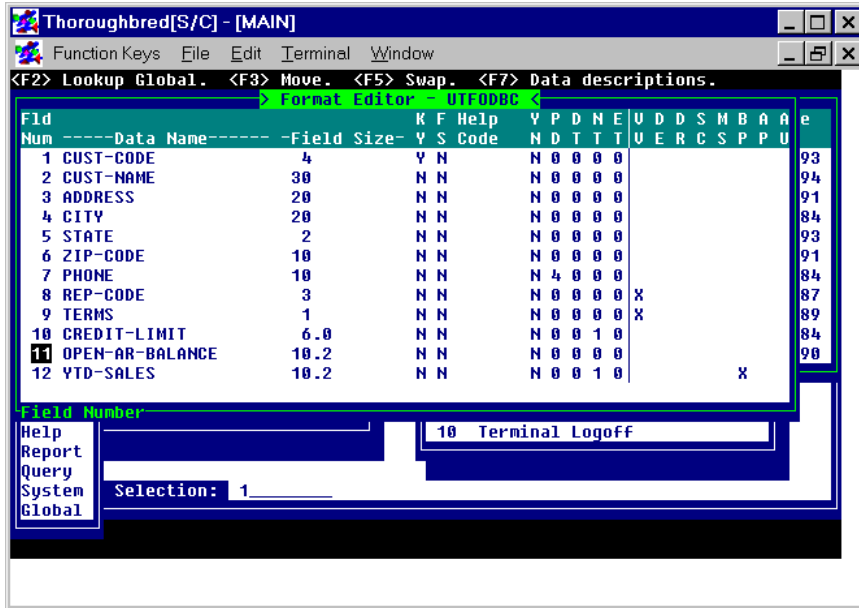 Thoroughbred[S/C] - [MAIN]
Function Keys File Edit Terminal Window
<F2> Lookup Global. <F3> Move. <F5> Swap. <F7> Data descriptions.
> Format Editor - UTFODBC <
Fld K F Help Y P D N E V D D S M B A A e
Num -----Data Name------ -Field Size- Y S Code N D T T T V E R C S P P U
1 CUST-CODE 4 Y N N 0 0 0 0 93
2 CUST-NAME 30 N N N 0 0 0 0 94
3 ADDRESS 20 N N N 0 0 0 0 91
4 CITY 20 N N N 0 0 0 0 84
5 STATE 2 N N N 0 0 0 0 93
6 ZIP-CODE 10 N N N 0 0 0 0 91
7 PHONE 10 N N N 4 0 0 0 84
8 REP-CODE 3 N N N 0 0 0 0 X 87
9 TERMS 1 N N N 0 0 0 0 X 89
10 CREDIT-LIMIT 6.0 N N N 0 0 1 0 84
11 OPEN-AR-BALANCE 10.2 N N N 0 0 0 0 90
12 YTD-SALES 10.2 N N N 0 0 1 0 X
Field Number
Help 10 Terminal Logoff
Report
Query
System Selection: 1_________
Global